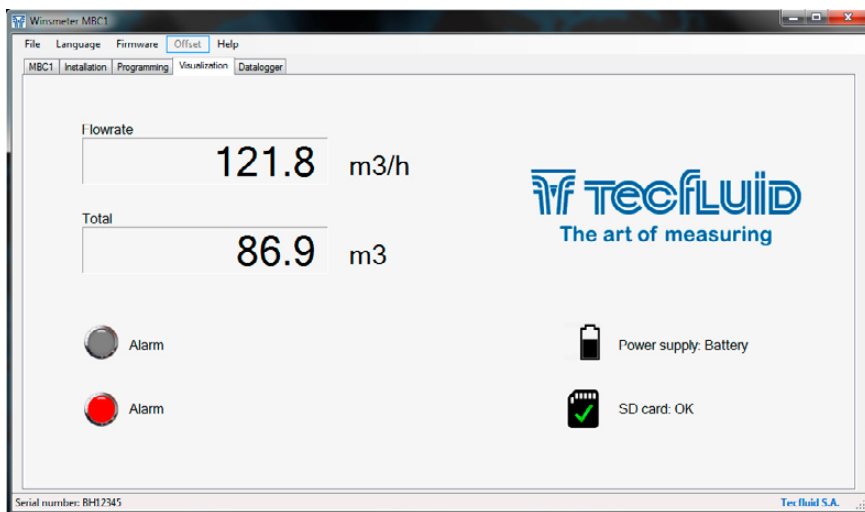 Winsmeter MBC1
File Language Firmware Offset Help
MBC1 Installation Programming Visualization Datalogger
Flowrate
121.8 m3/h
Total
86.9 m3
TECFLUID
The art of measuring
Alarm
Power supply: Battery
Alarm
SD card: OK
Serial number: BH12345
Tecfluid S.A.